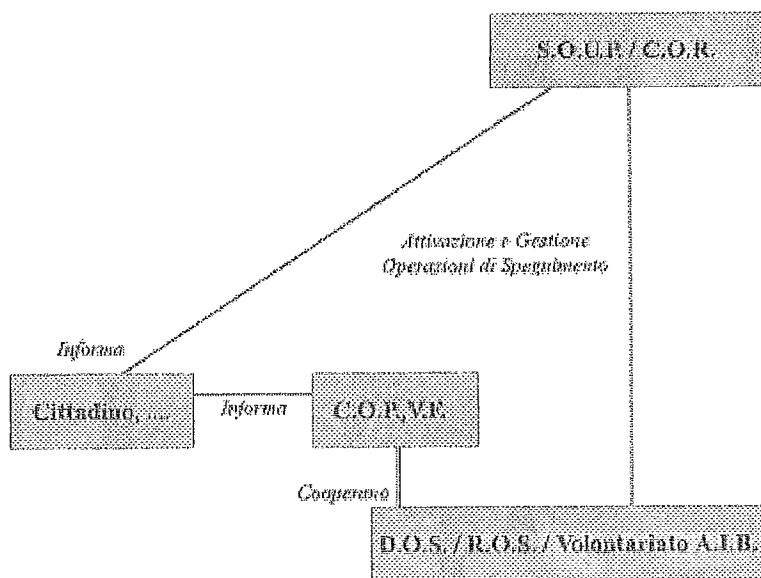 S.O.U.P. / C.O.R.
Attivazione e Gestione
Operazioni di Spegnimento
Informa
Cittadino, ....
Informa
C.O.P.,V.F.
Cooperano
D.O.S. / R.O.S. / Volontariato A.I.B.